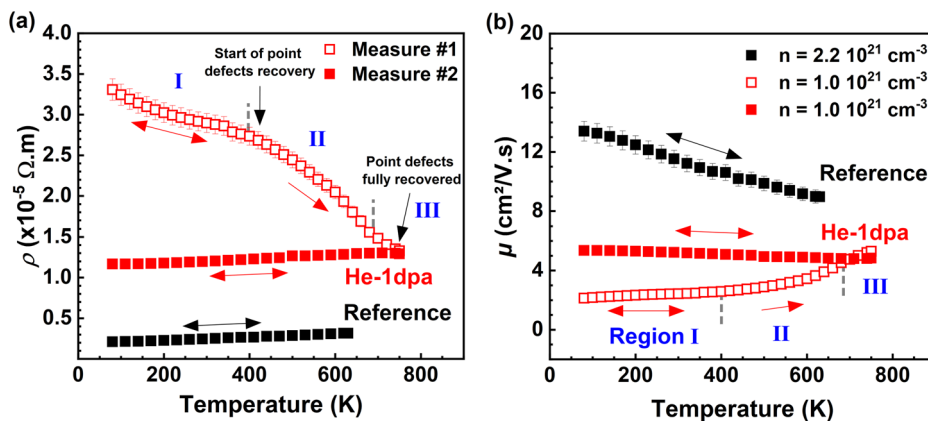 (a)
4.0
3.5
3.0
2.5
2.0
1.5
1.0
0.5
ρ (x10⁻⁵ Ω.m)
Measure #1
Measure #2
Start of point
defects recovery
I
II
Point defects
fully recovered
III
He-1dpa
Reference
0 200 400 600 800
Temperature (K)
(b)
16
12
8
4
0
μ (cm²/V.s)
n = 2.2 10²¹ cm⁻³
n = 1.0 10²¹ cm⁻³
n = 1.0 10²¹ cm⁻³
Reference
He-1dpa
Region I
II
III
0 200 400 600 800
Temperature (K)